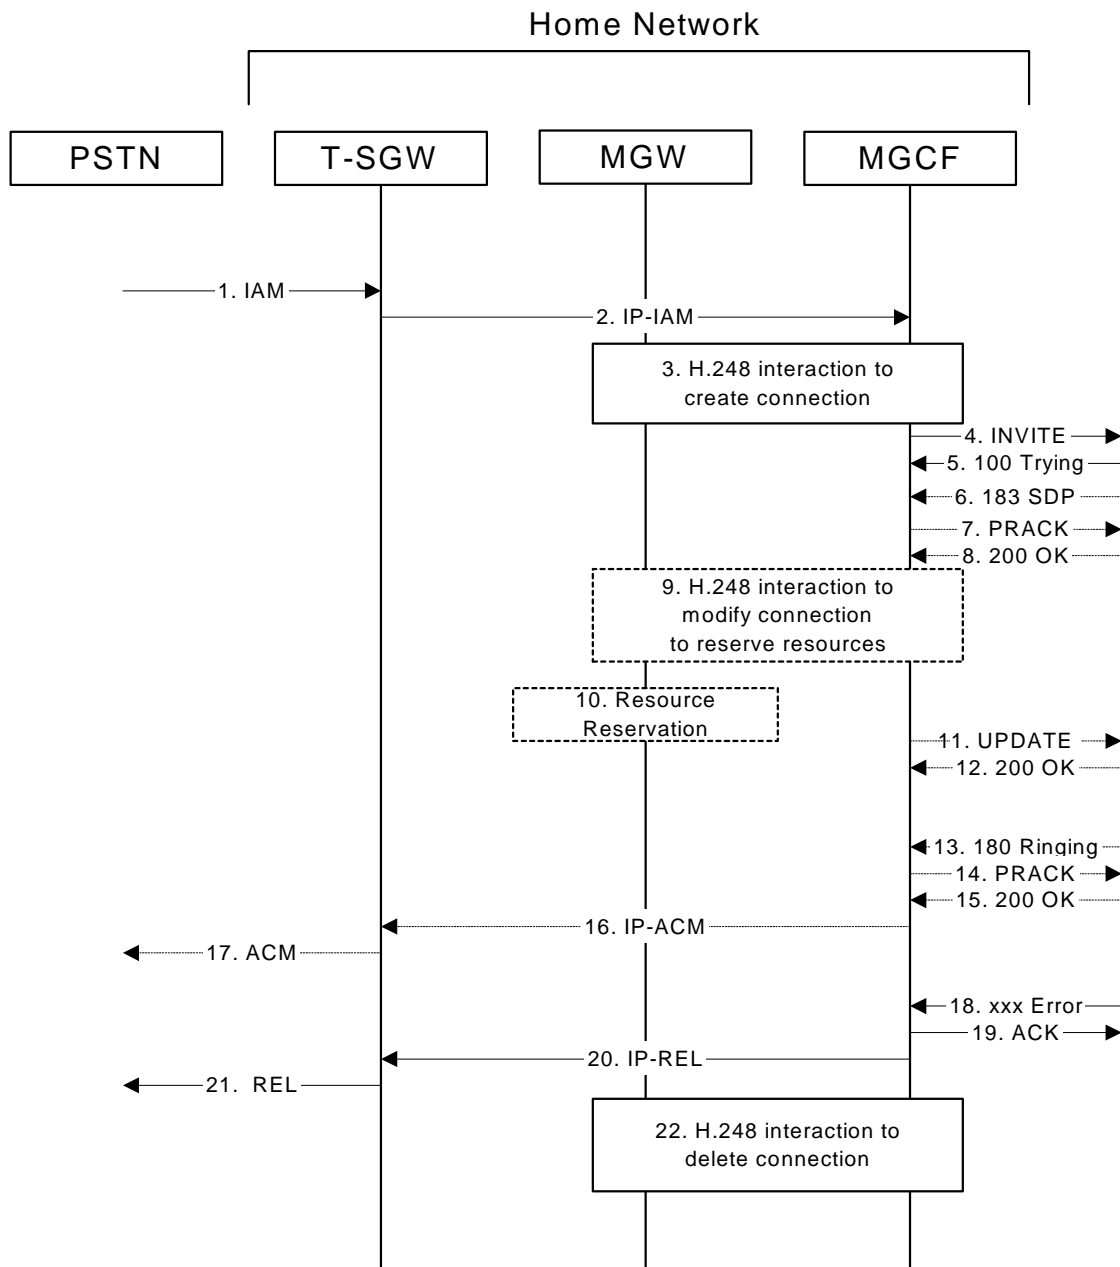 Home Network
PSTN
T-SGW
MGW
MGCF
1. IAM
2. IP-IAM
3. H.248 interaction to
create connection
4. INVITE
5. 100 Trying
6. 183 SDP
7. PRACK
8. 200 OK
9. H.248 interaction to
modify connection
to reserve resources
10. Resource
Reservation
11. UPDATE
12. 200 OK
13. 180 Ringing
14. PRACK
15. 200 OK
16. IP-ACM
17. ACM
18. xxx Error
19. ACK
20. IP-REL
21. REL
22. H.248 interaction to
delete connection